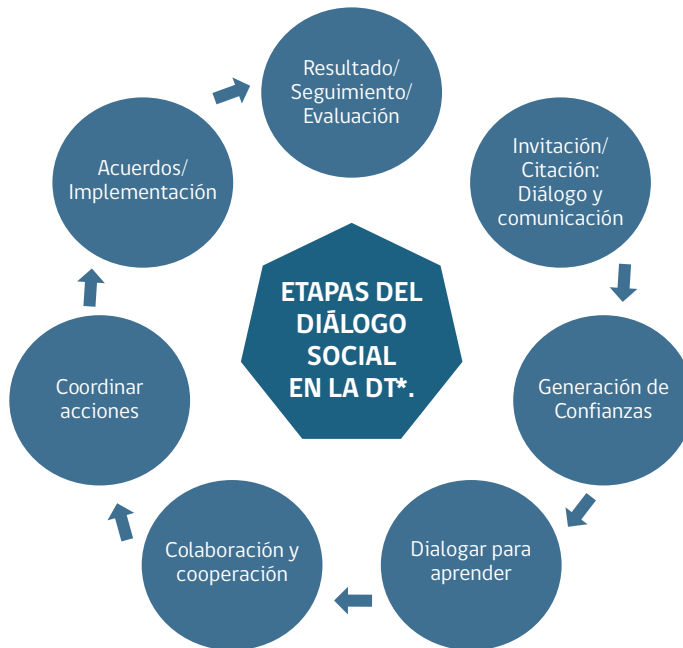 ETAPAS DEL
DIÁLOGO
SOCIAL
EN LA DT*.
Invitación/
Citación:
Diálogo y
comunicación
Generación de
Confianzas
Dialogar para
aprender
Colaboración y
cooperación
Coordinar
acciones
Acuerdos/
Implementación
Resultado/
Seguimiento/
Evaluación